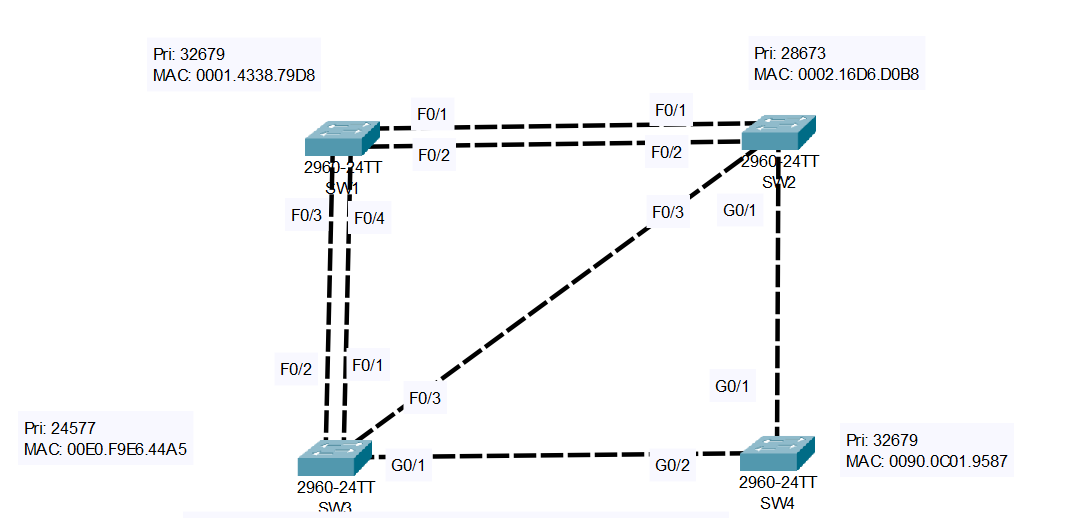 Pri: 32679
MAC: 0001.4338.79D8
Pri: 28673
MAC: 0002.16D6.D0B8
F0/1
F0/1
F0/2
F0/2
2960-24TT
SW1
2960-24TT
SW2
F0/3
F0/4
F0/3
G0/1
F0/2
F0/1
F0/3
G0/1
Pri: 24577
MAC: 00E0.F9E6.44A5
G0/1
G0/2
Pri: 32679
MAC: 0090.0C01.9587
2960-24TT
SW3
2960-24TT
SW4